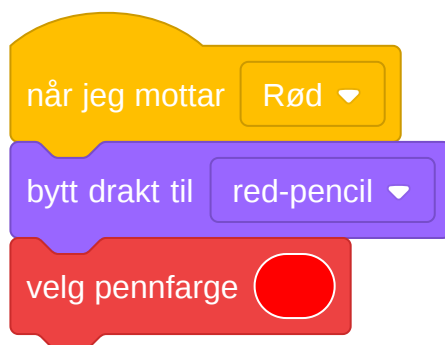 når jeg mottar Rød
bytt drakt til red-pencil
velg pennfarge